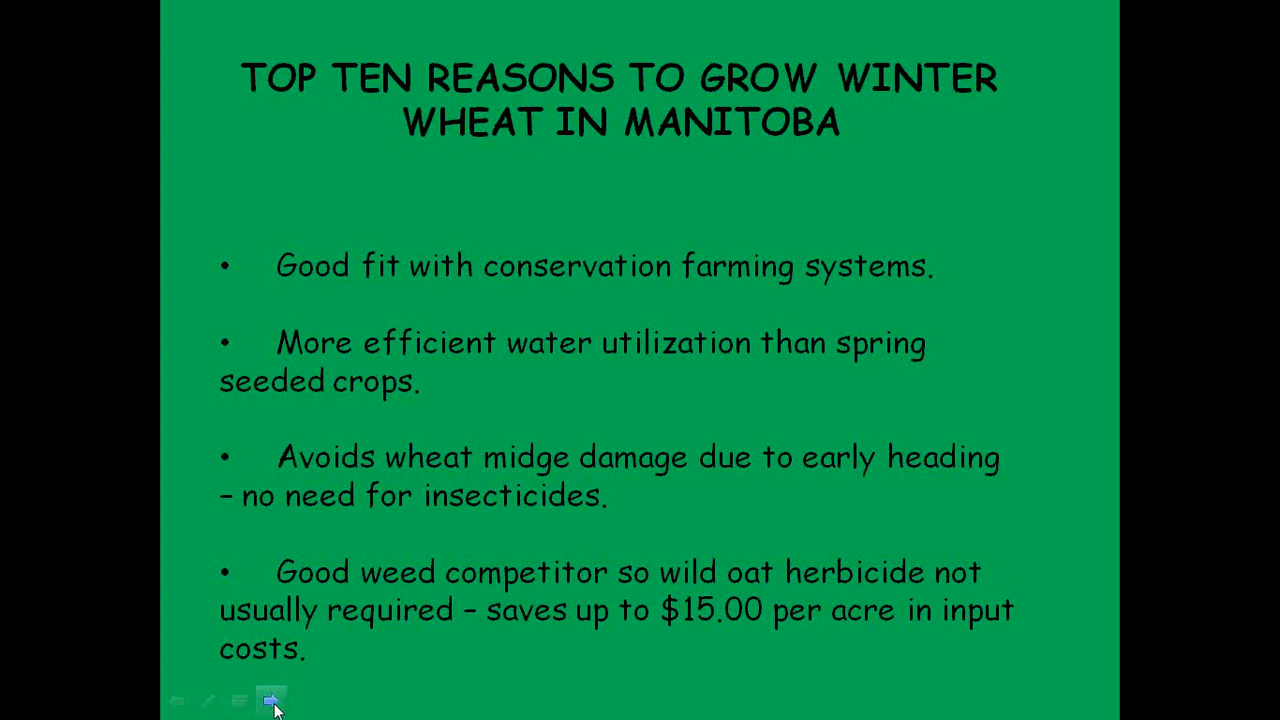 TOP TEN REASONS TO GROW WINTER
WHEAT IN MANITOBA
• Good fit with conservation farming systems.
• More efficient water utilization than spring
seeded crops.
• Avoids wheat midge damage due to early heading
– no need for insecticides.
• Good weed competitor so wild oat herbicide not
usually required – saves up to $15.00 per acre in input
costs.